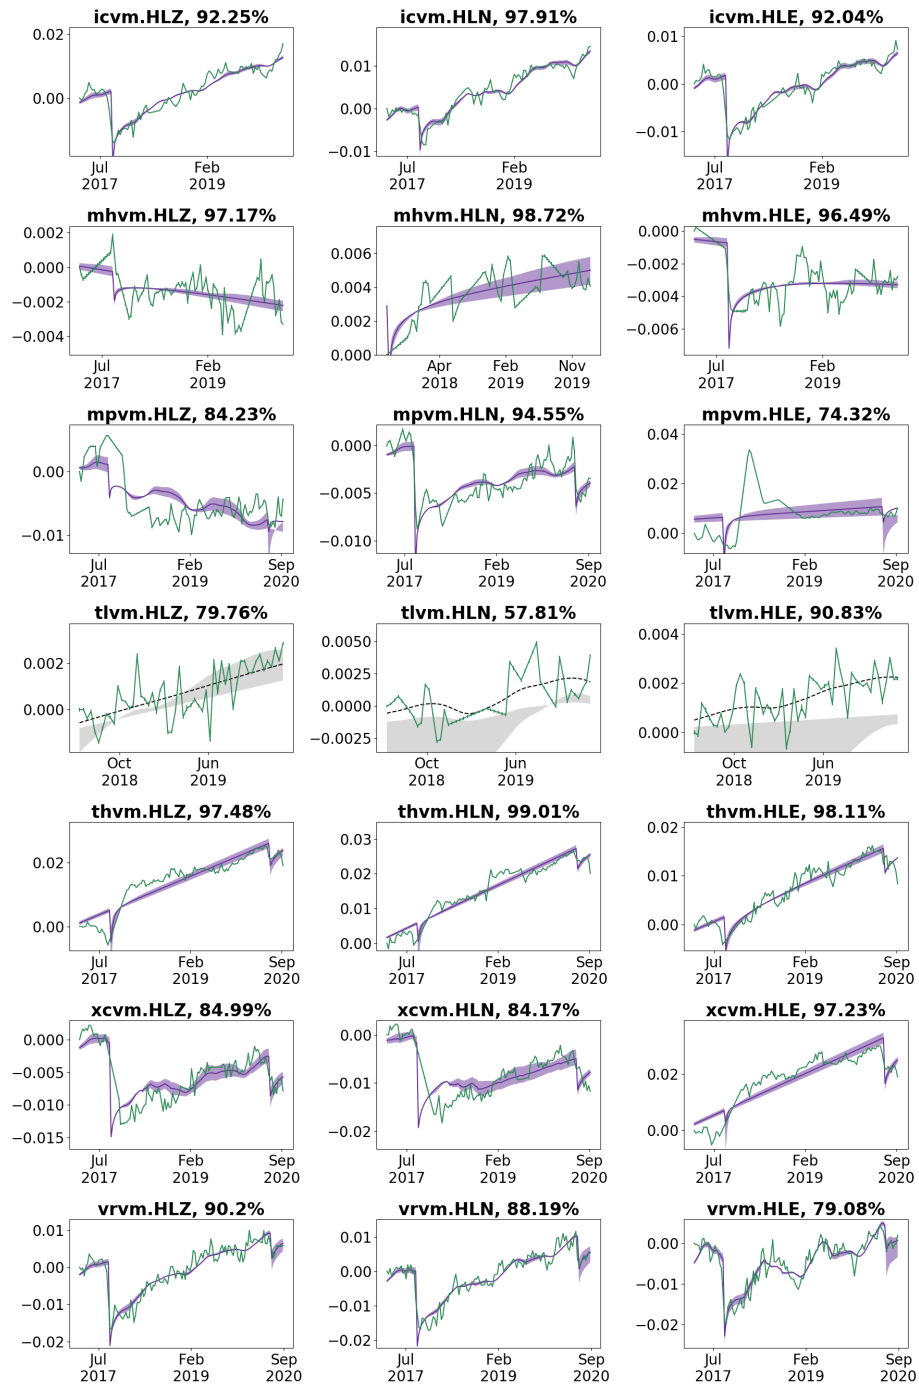 icvm.HLZ, 92.25%
0.02
0.00
Jul
2017
Feb
2019
icvm.HLN, 97.91%
0.01
0.00
−0.01
Jul
2017
Feb
2019
icvm.HLE, 92.04%
0.01
0.00
−0.01
Jul
2017
Feb
2019
mhvm.HLZ, 97.17%
0.002
0.000
−0.002
−0.004
Jul
2017
Feb
2019
mhvm.HLN, 98.72%
0.006
0.004
0.002
0.000
Apr
2018
Feb
2019
Nov
2019
mhvm.HLE, 96.49%
0.000
−0.002
−0.004
−0.006
Jul
2017
Feb
2019
mpvm.HLZ, 84.23%
0.00
−0.01
Jul
2017
Feb
2019
Sep
2020
mpvm.HLN, 94.55%
0.000
−0.005
−0.010
Jul
2017
Feb
2019
Sep
2020
mpvm.HLE, 74.32%
0.04
0.02
0.00
Jul
2017
Feb
2019
Sep
2020
tlvm.HLZ, 79.76%
0.002
0.000
Oct
2018
Jun
2019
tlvm.HLN, 57.81%
0.0050
0.0025
0.0000
−0.0025
Oct
2018
Jun
2019
tlvm.HLE, 90.83%
0.004
0.002
0.000
Oct
2018
Jun
2019
thvm.HLZ, 97.48%
0.02
0.00
Jul
2017
Feb
2019
Sep
2020
thvm.HLN, 99.01%
0.03
0.02
0.01
0.00
Jul
2017
Feb
2019
Sep
2020
thvm.HLE, 98.11%
0.02
0.01
0.00
Jul
2017
Feb
2019
Sep
2020
xcvm.HLZ, 84.99%
0.000
−0.005
−0.010
−0.015
Jul
2017
Feb
2019
Sep
2020
xcvm.HLN, 84.17%
0.00
−0.01
−0.02
Jul
2017
Feb
2019
Sep
2020
xcvm.HLE, 97.23%
0.02
0.00
Jul
2017
Feb
2019
Sep
2020
vrvm.HLZ, 90.2%
0.01
0.00
−0.01
−0.02
Jul
2017
Feb
2019
Sep
2020
vrvm.HLN, 88.19%
0.01
0.00
−0.01
−0.02
Jul
2017
Feb
2019
Sep
2020
vrvm.HLE, 79.08%
0.00
−0.01
−0.02
Jul
2017
Feb
2019
Sep
2020